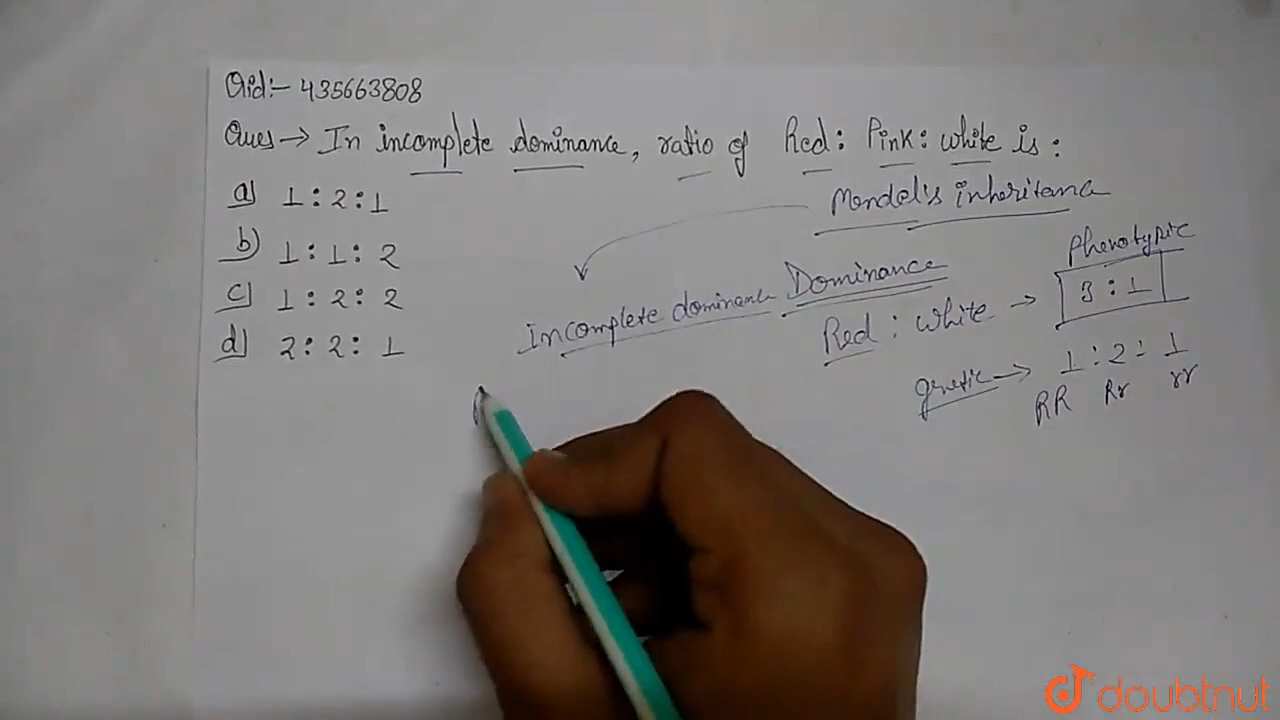 Qid:- 435663808
Ques → In incomplete dominance, ratio of Red : Pink : white is :
a) 1 : 2 : 1
b) 1 : 1 : 2
c) 1 : 2 : 2
d) 2 : 2 : 1
Mendel's inheritance
Incomplete dominance
Dominance
Phenotypic
Red : white → 3 : 1
genetic → 1 : 2 : 1
RR Rr rr
doubtnut